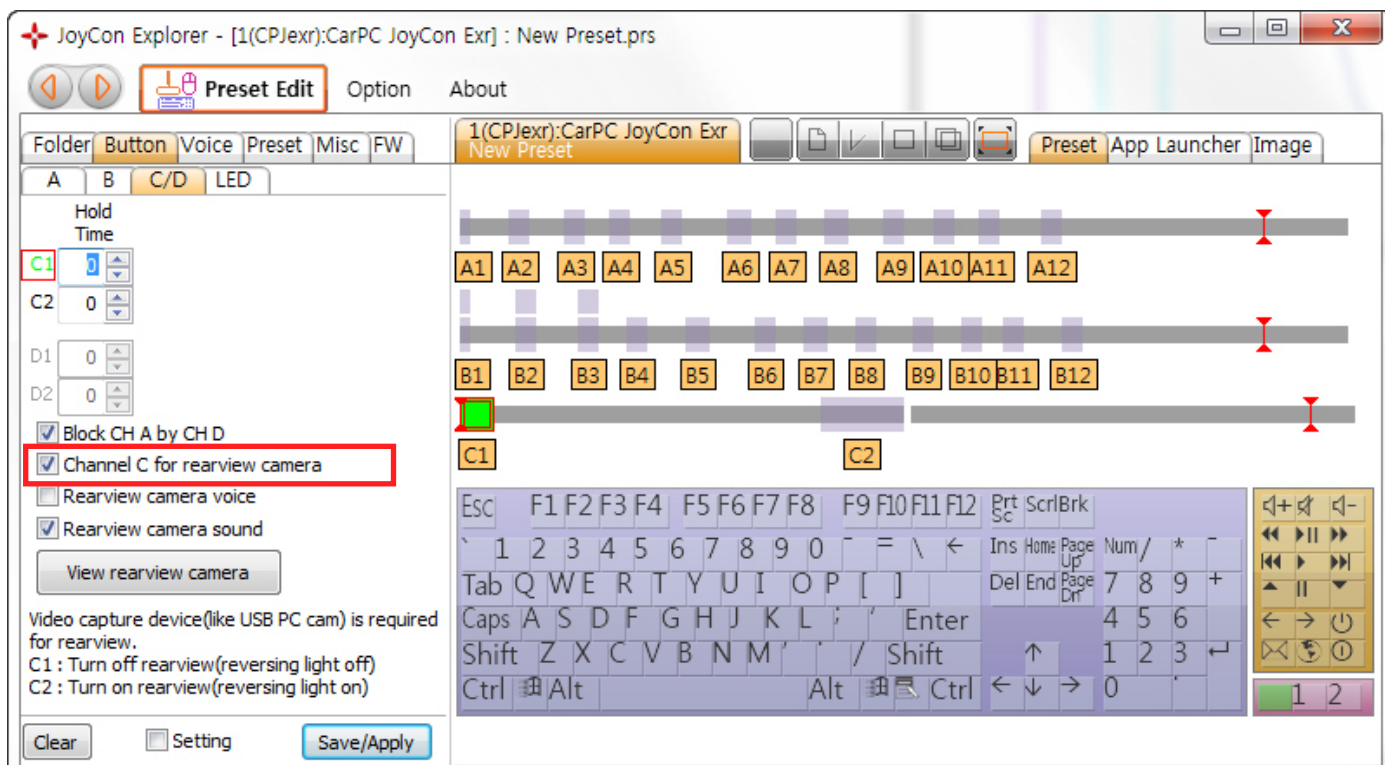 JoyCon Explorer - [1(CPJexr):CarPC JoyCon Exr] : New Preset.prs
Preset Edit Option About
Folder Button Voice Preset Misc FW
1(CPJexr):CarPC JoyCon Exr
New Preset
Preset App Launcher Image
A B C/D LED
Hold
Time
C1 0
C2 0
D1 0
D2 0
Block CH A by CH D
Channel C for rearview camera
Rearview camera voice
Rearview camera sound
View rearview camera
Video capture device(like USB PC cam) is required
for rearview.
C1 : Turn off rearview(reversing light off)
C2 : Turn on rearview(reversing light on)
Clear Setting Save/Apply
A1 A2 A3 A4 A5 A6 A7 A8 A9 A10 A11 A12
B1 B2 B3 B4 B5 B6 B7 B8 B9 B10 B11 B12
C1 C2
Esc F1 F2 F3 F4 F5 F6 F7 F8 F9 F10 F11 F12 Prt Sc Scrl Brk
` 1 2 3 4 5 6 7 8 9 0 - = \ ← Ins Home Page Up Num / * -
Tab Q W E R T Y U I O P [ ] Del End Page Dn 7 8 9 +
Caps A S D F G H J K L ; ' Enter 4 5 6
Shift Z X C V B N M ' . / Shift ↑ 1 2 3 ↵
Ctrl Alt Alt Ctrl ← ↓ → 0 .
1 2